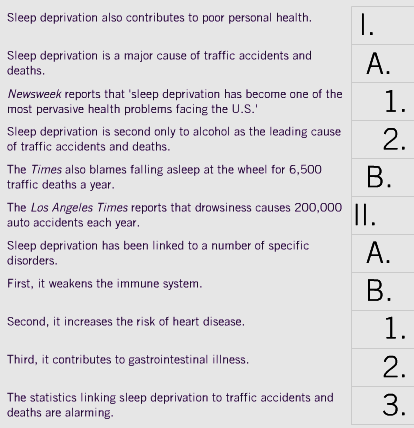 Sleep deprivation also contributes to poor personal health.
I.
Sleep deprivation is a major cause of traffic accidents and
deaths.
A.
Newsweek reports that 'sleep deprivation has become one of the
most pervasive health problems facing the U.S.'
1.
Sleep deprivation is second only to alcohol as the leading cause
of traffic accidents and deaths.
2.
The Times also blames falling asleep at the wheel for 6,500
traffic deaths a year.
B.
The Los Angeles Times reports that drowsiness causes 200,000
auto accidents each year.
II.
Sleep deprivation has been linked to a number of specific
disorders.
A.
First, it weakens the immune system.
B.
Second, it increases the risk of heart disease.
1.
Third, it contributes to gastrointestinal illness.
2.
The statistics linking sleep deprivation to traffic accidents and
deaths are alarming.
3.